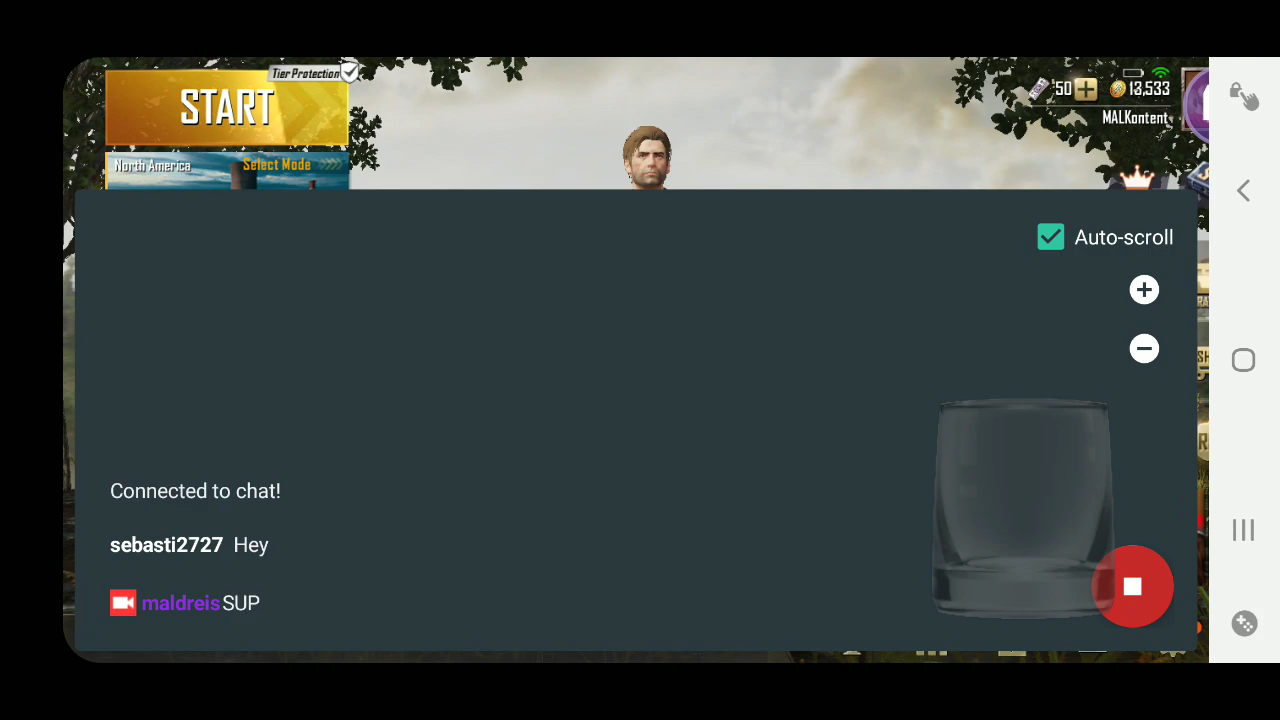 Tier Protection
START
50
13,533
MALKontent
North America
Select Mode
Auto-scroll
Connected to chat!
sebasti2727 Hey
maldreis SUP